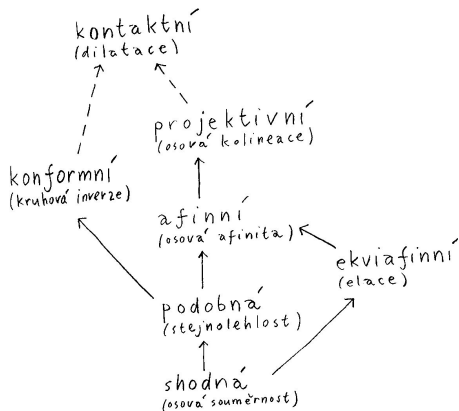 kontaktní
(dilatace)
projektivní
(osová kolineace)
konformní
(kruhová inverze)
afinní
(osová afinita)
ekviafinní
(elace)
podobná
(stejnolehlost)
shodná
(osová souměrnost)